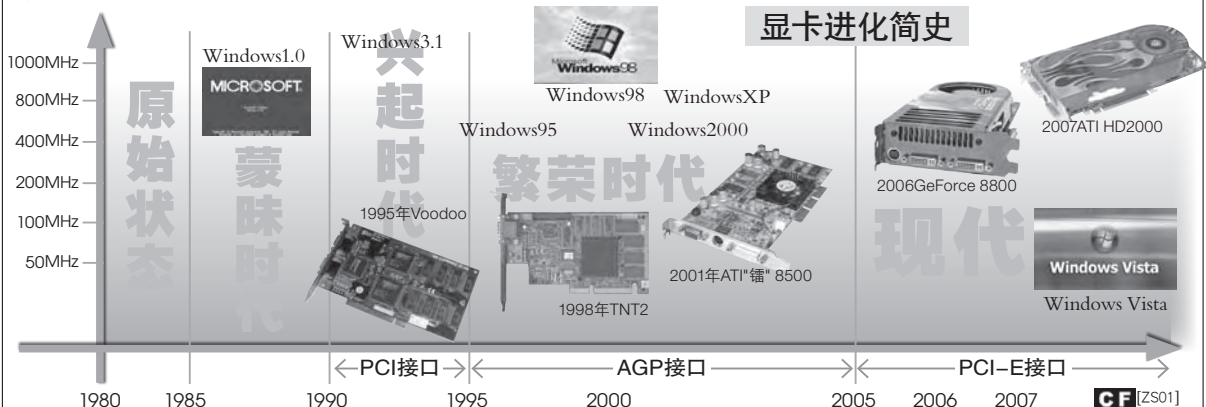 显卡进化简史
1000MHz
800MHz
400MHz
200MHz
100MHz
50MHz
原始状态
蒙昧时代
兴起时代
繁荣时代
现代
Windows1.0
MICROSOFT
Windows3.1
Microsoft
Windows98
Windows98
WindowsXP
Windows95
Windows2000
1995年Voodoo
1998年TNT2
2001年ATI"镭" 8500
2006GeForce 8800
2007ATI HD2000
Windows Vista
Windows Vista
PCI接口
AGP接口
PCI-E接口
1980
1985
1990
1995
2000
2005
2006
2007
CF [ZS01]